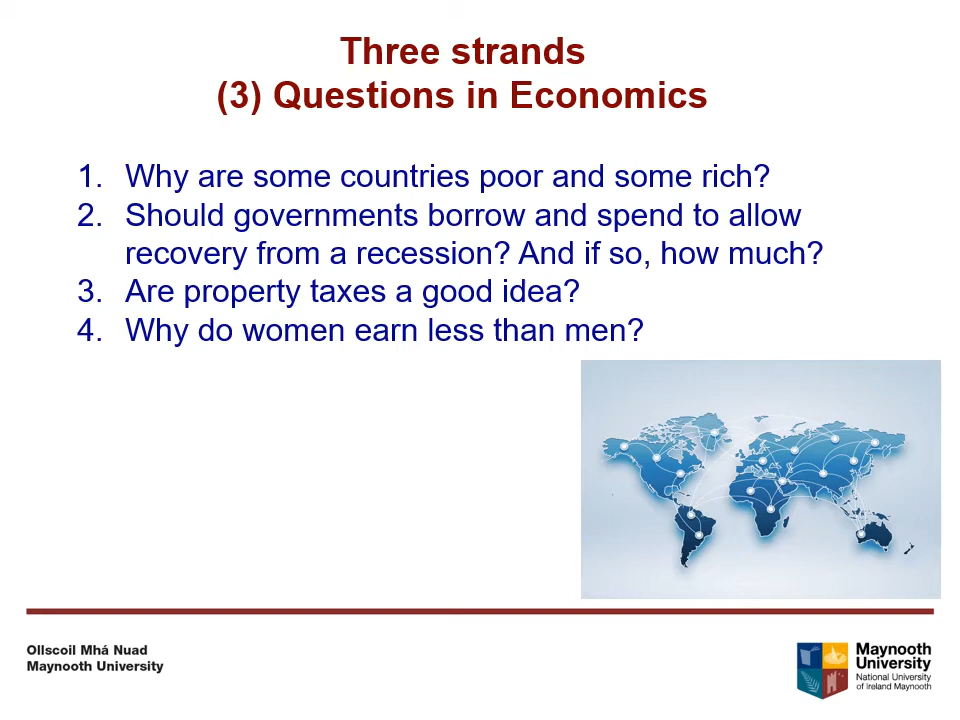 Three strands
(3) Questions in Economics
1. Why are some countries poor and some rich?
2. Should governments borrow and spend to allow
recovery from a recession? And if so, how much?
3. Are property taxes a good idea?
4. Why do women earn less than men?
Ollscoil Mhá Nuad
Maynooth University
Maynooth
University
National University
of Ireland Maynooth